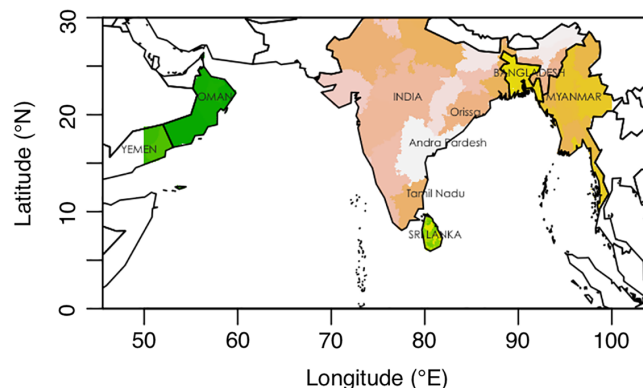 30
20
10
0
Latitude (°N)
OMAN
YEMEN
INDIA
BANGLADESH
MYANMAR
Orissa
Andra Pardesh
Tamil Nadu
SRI LANKA
50 60 70 80 90 100
Longitude (°E)